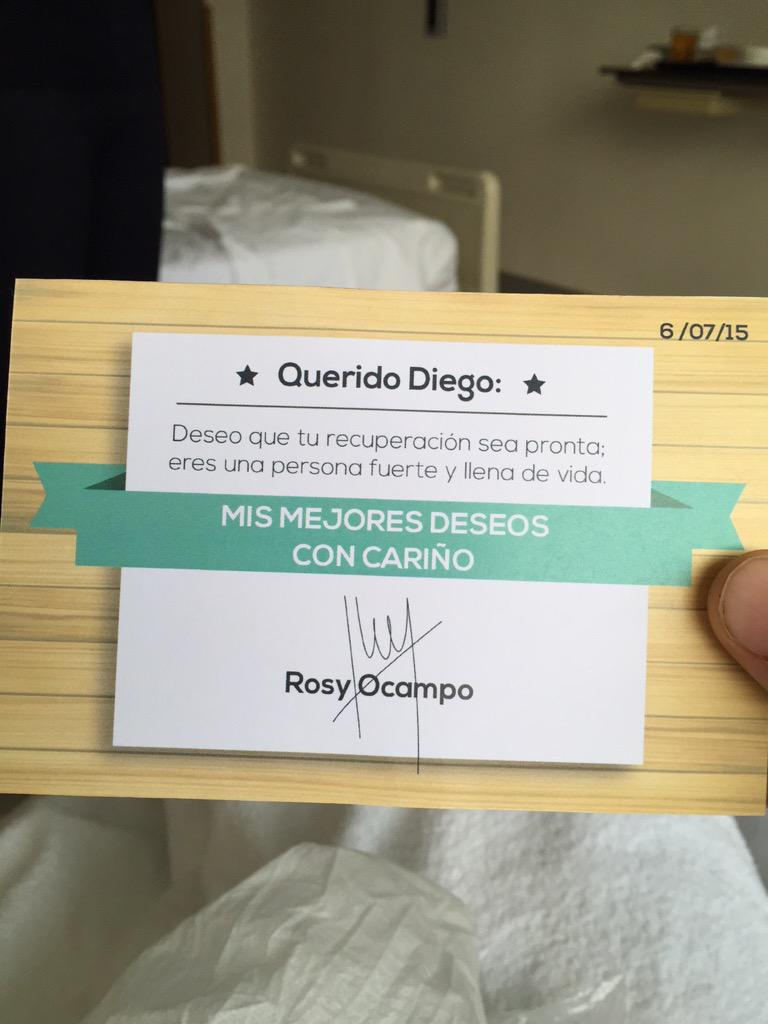 6/07/15
★ Querido Diego: ★
Deseo que tu recuperación sea pronta;
eres una persona fuerte y llena de vida.
MIS MEJORES DESEOS
CON CARIÑO
Rosy Ocampo